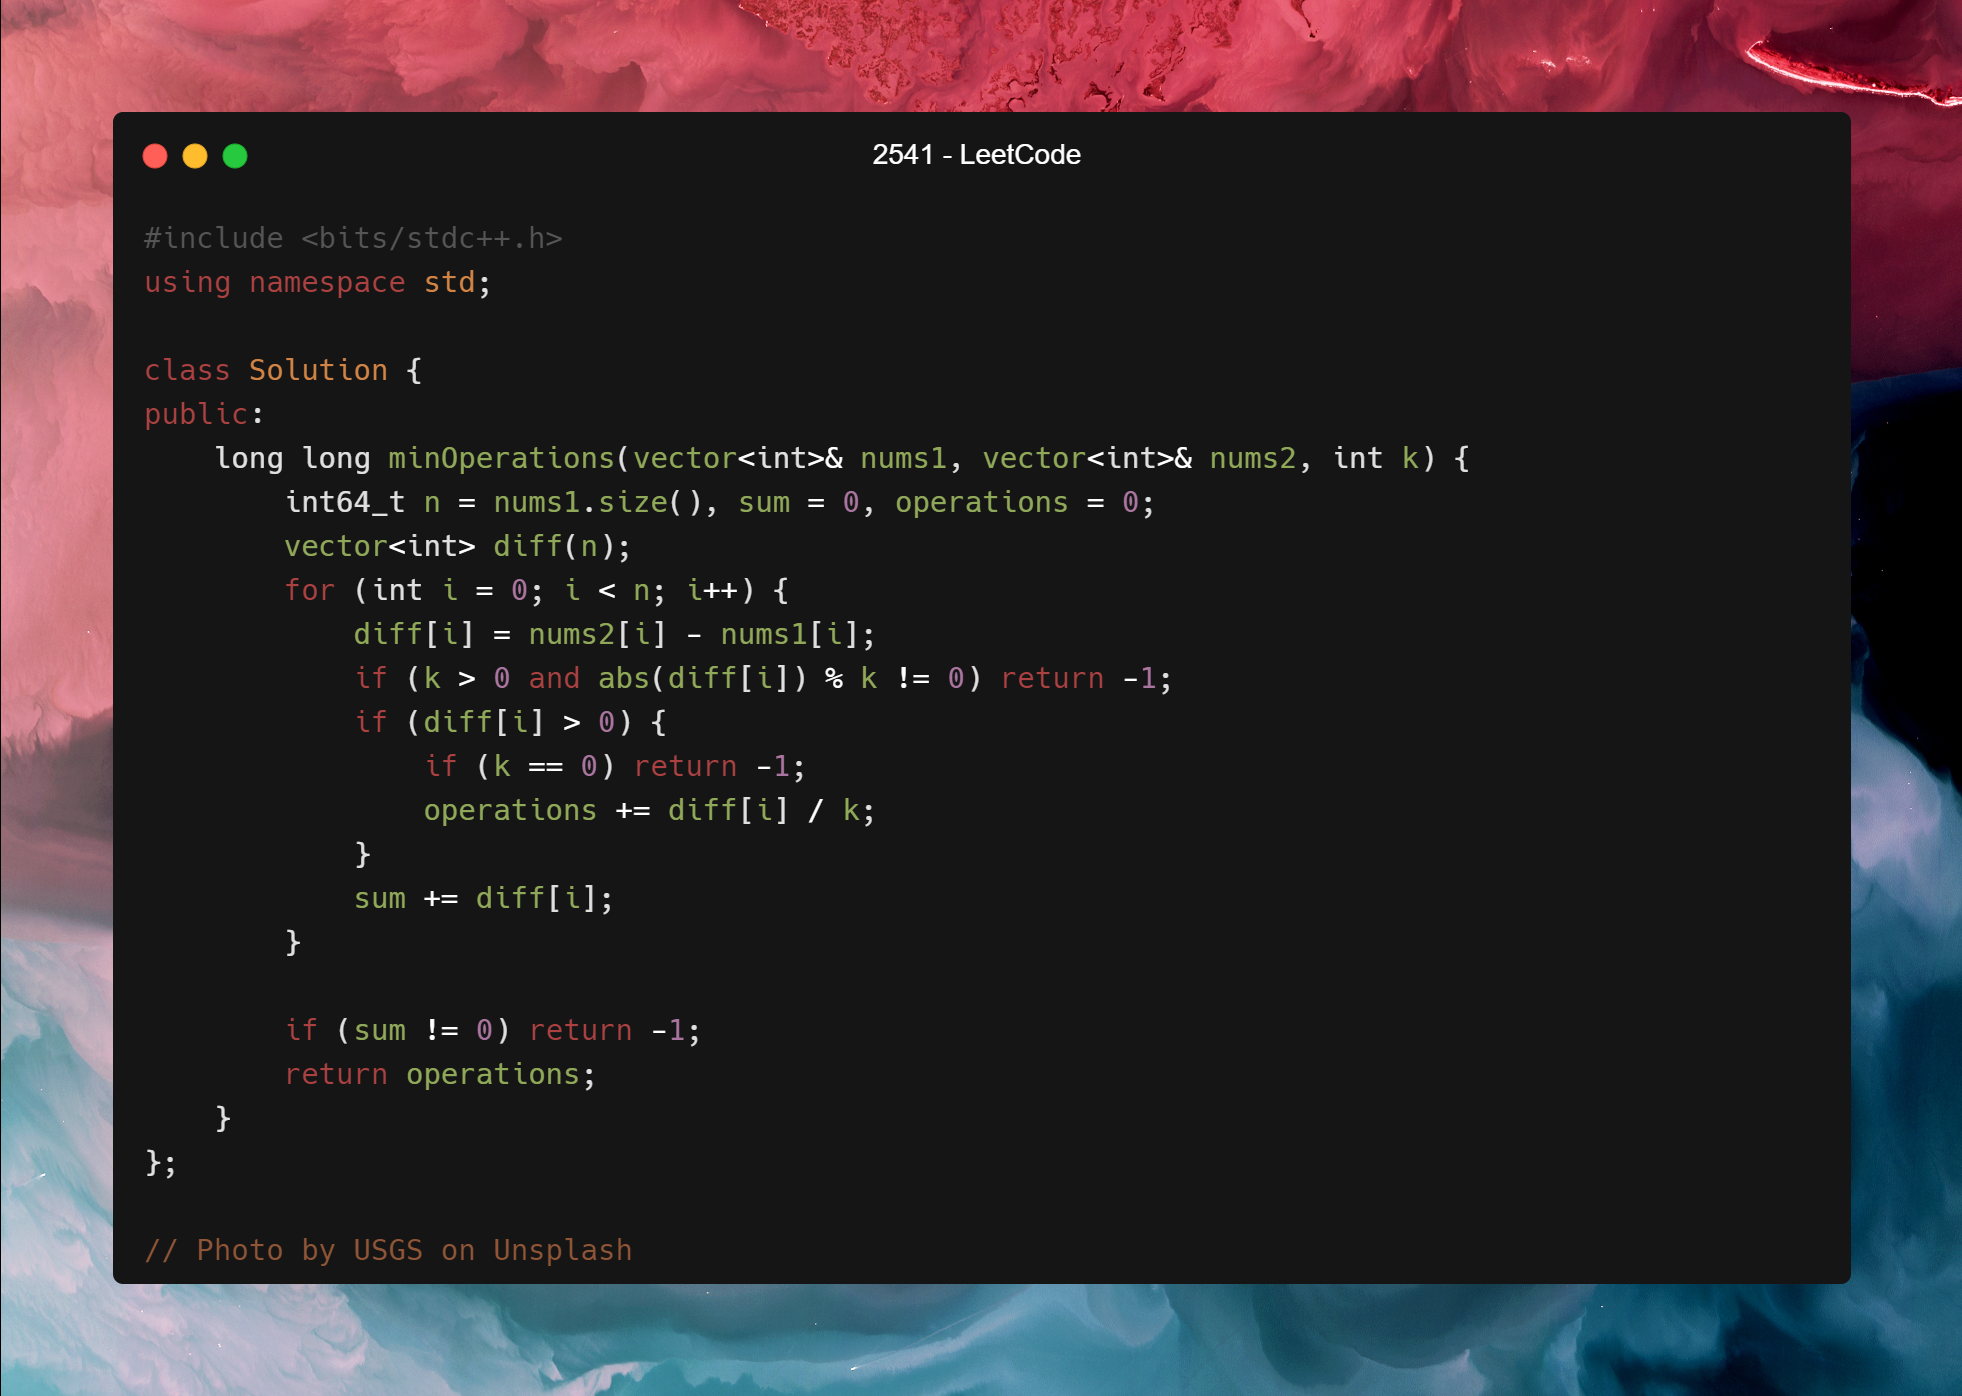 2541 - LeetCode
#include <bits/stdc++.h>
using namespace std;
class Solution {
public:
    long long minOperations(vector<int>& nums1, vector<int>& nums2, int k) {
        int64_t n = nums1.size(), sum = 0, operations = 0;
        vector<int> diff(n);
        for (int i = 0; i < n; i++) {
            diff[i] = nums2[i] - nums1[i];
            if (k > 0 and abs(diff[i]) % k != 0) return -1;
            if (diff[i] > 0) {
                if (k == 0) return -1;
                operations += diff[i] / k;
            }
            sum += diff[i];
        }
        if (sum != 0) return -1;
        return operations;
    }
};
// Photo by USGS on Unsplash